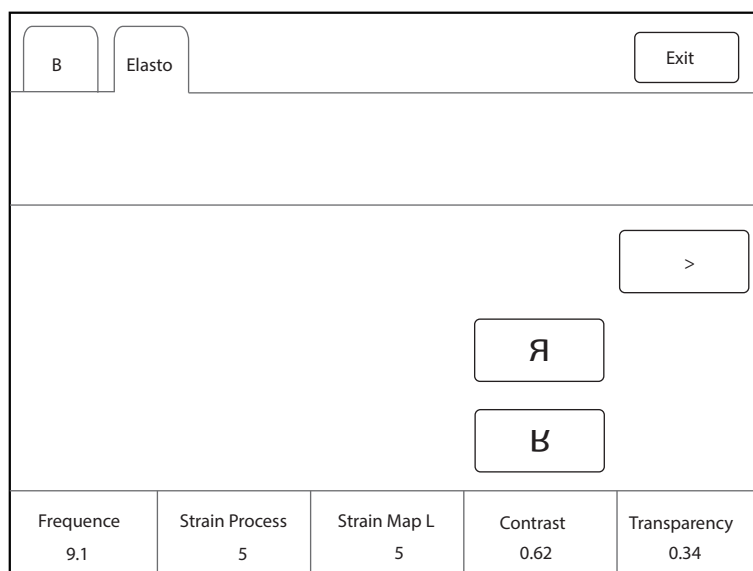 B
Elasto
Exit
>
Я
ʁ
Frequence
Strain Process
Strain Map L
Contrast
Transparency
9.1
5
5
0.62
0.34